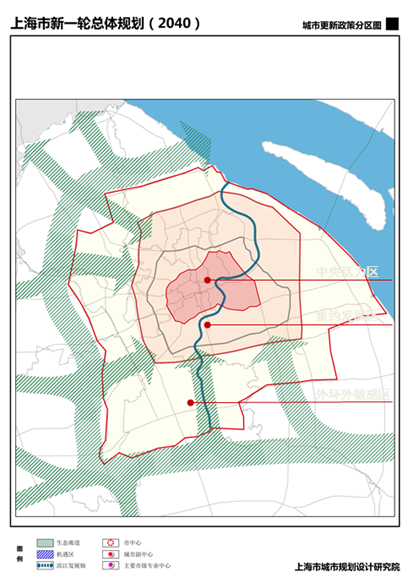 上海市新一轮总体规划（2040）
城市更新政策分区图
中央活动区
集约发展区
外环外敏感区
图例
生态廊道
市中心
机遇区
城市副中心
滨江发展轴
主要市级专业中心
上海市城市规划设计研究院